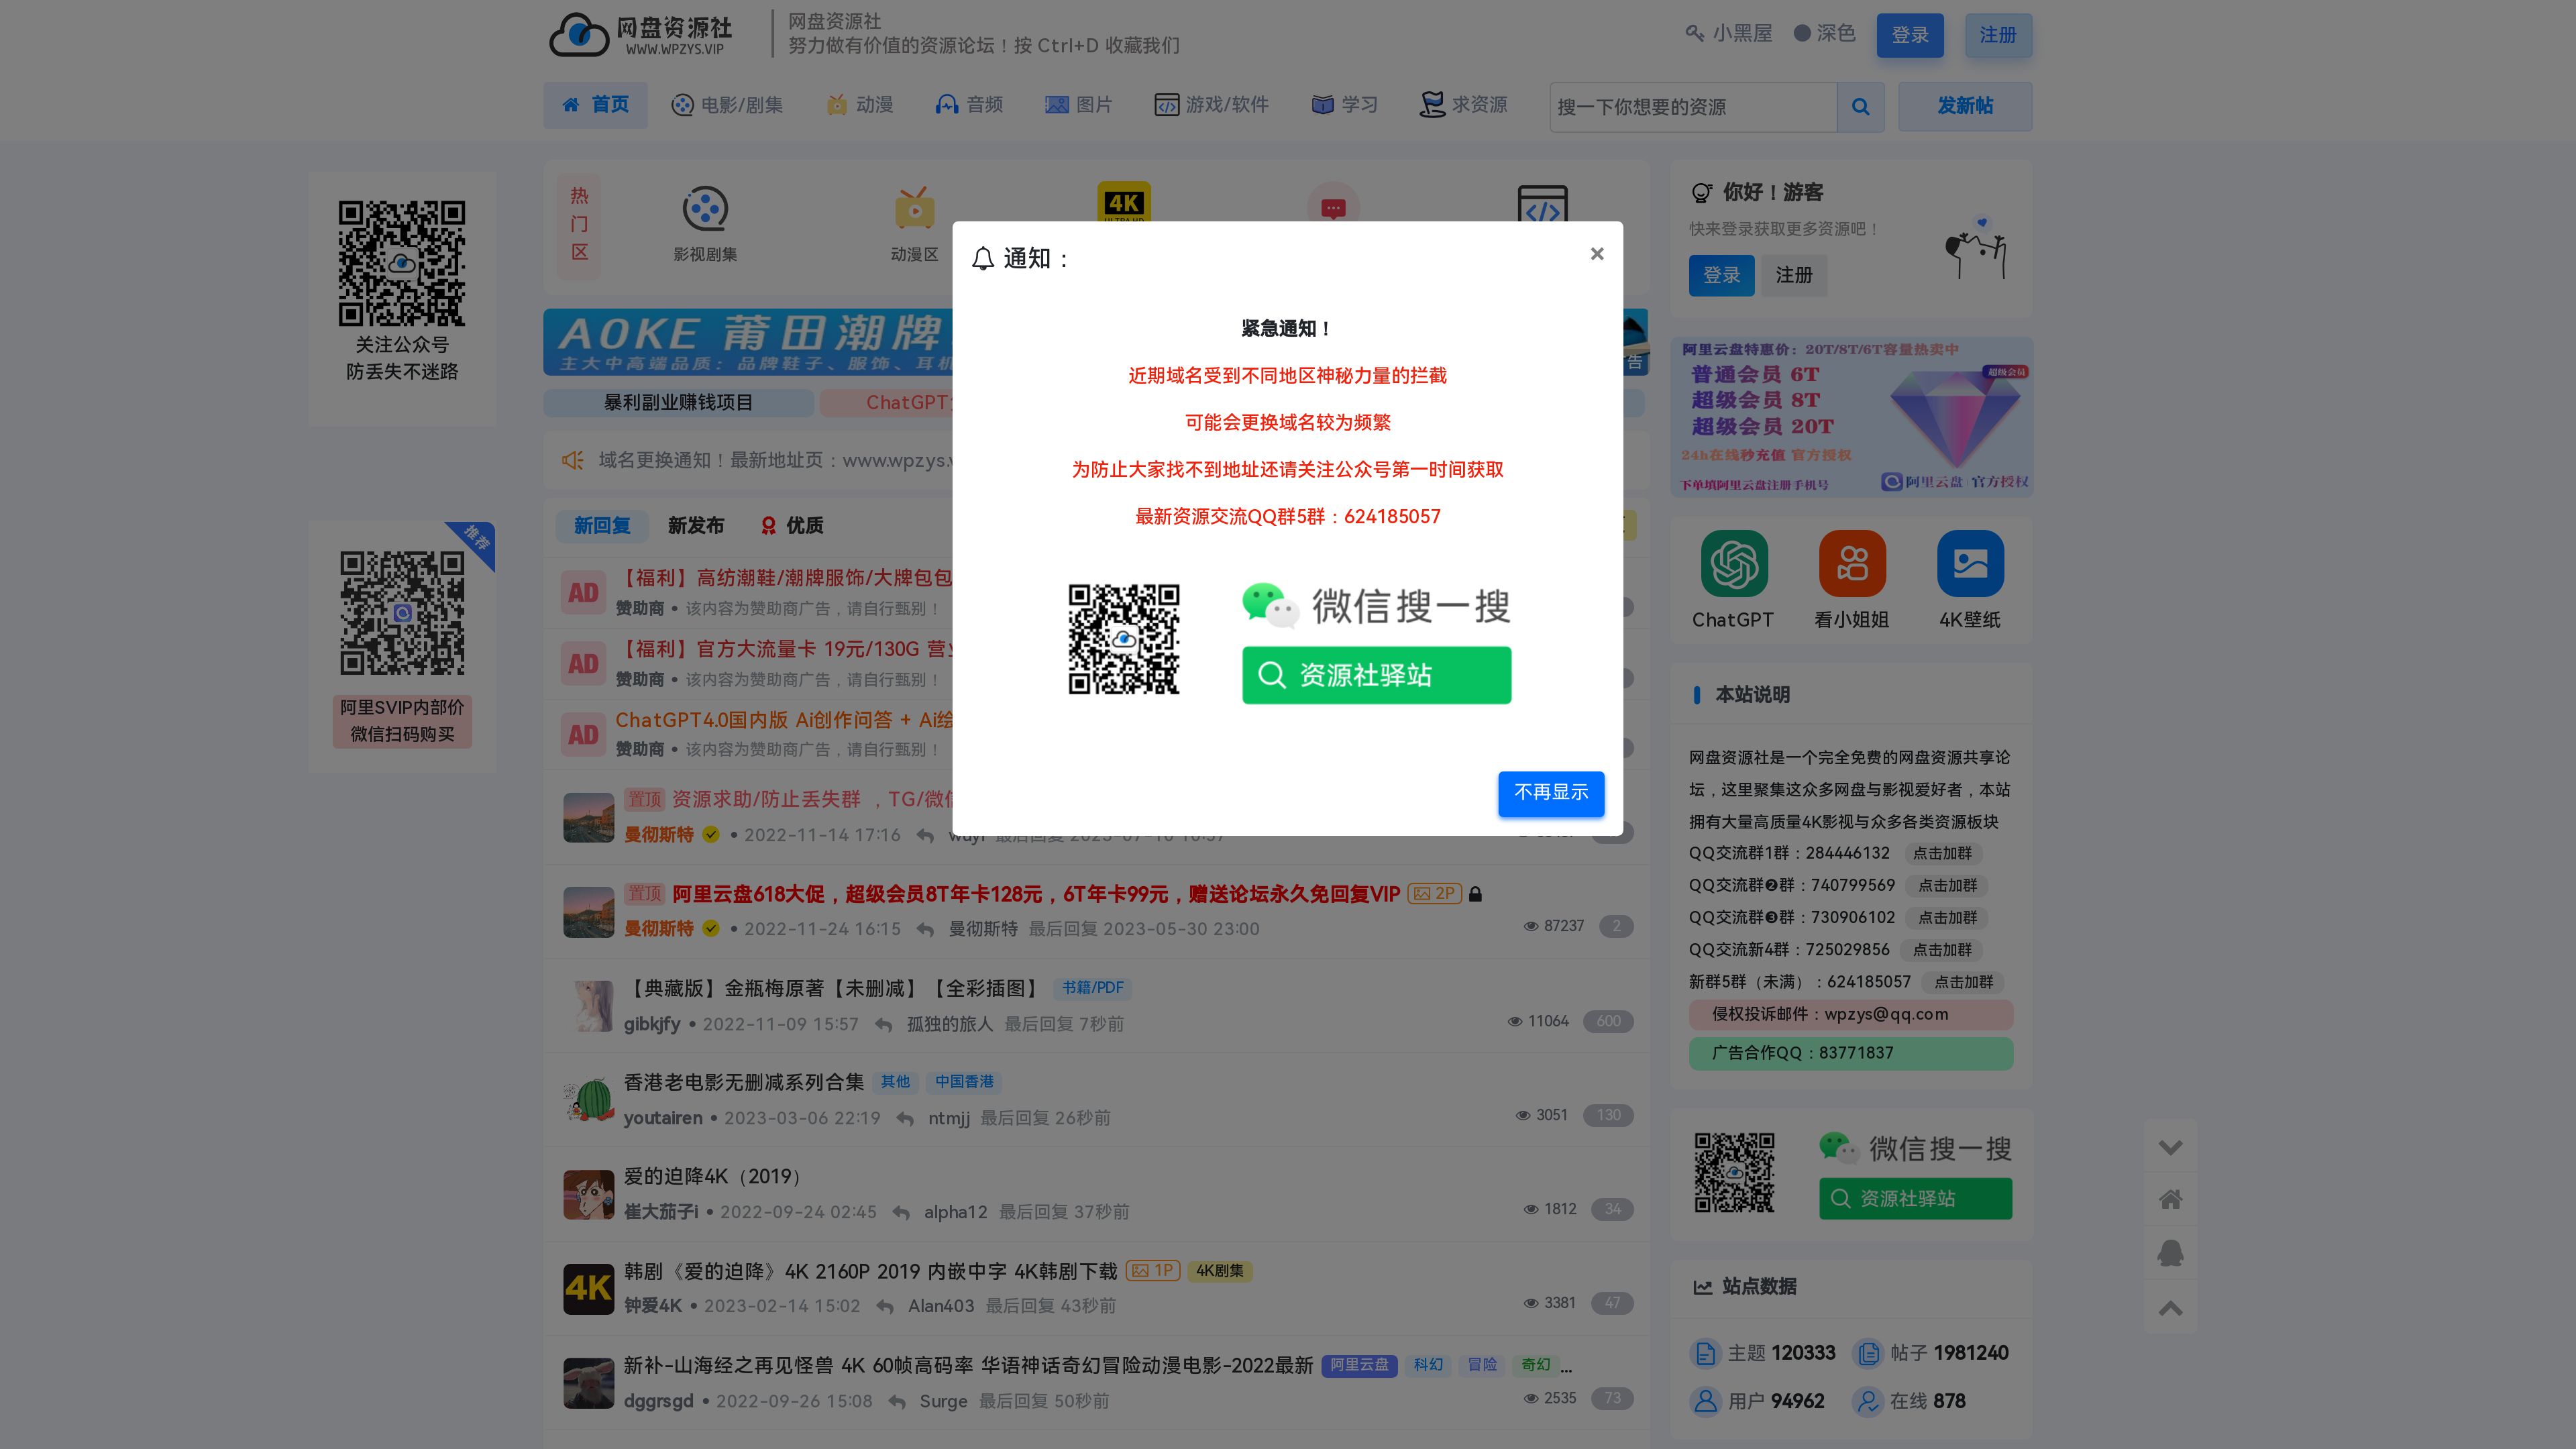 网盘资源社
WWW.WPZYS.VIP
网盘资源社
努力做有价值的资源论坛！按 Ctrl+D 收藏我们
小黑屋
深色
登录
注册
首页
电影/剧集
动漫
音频
图片
游戏/软件
学习
求资源
搜一下你想要的资源
发新帖
关注公众号
防丢失不迷路
推荐
阿里SVIP内部价
微信扫码购买
热门区
影视剧集
动漫区
4K
AOKE 莆田潮牌
主大中高端品质：品牌鞋子、服饰、耳机
告
暴利副业赚钱项目
ChatGPT
域名更换通知！最新地址页：www.wpzys.
新回复
新发布
优质
AD
【福利】高纺潮鞋/潮牌服饰/大牌包包
赞助商 • 该内容为赞助商广告，请自行甄别！
AD
【福利】官方大流量卡 19元/130G 营
赞助商 • 该内容为赞助商广告，请自行甄别！
AD
ChatGPT4.0国内版 Ai创作问答 + Ai绘
赞助商 • 该内容为赞助商广告，请自行甄别！
置顶 资源求助/防止丢失群 ，TG/微信
曼彻斯特 • 2022-11-14 17:16
置顶 阿里云盘618大促，超级会员8T年卡128元，6T年卡99元，赠送论坛永久免回复VIP 2P
曼彻斯特 • 2022-11-24 16:15 曼彻斯特 最后回复 2023-05-30 23:00
87237 2
【典藏版】金瓶梅原著【未删减】【全彩插图】 书籍/PDF
gibkjfy • 2022-11-09 15:57 孤独的旅人 最后回复 7秒前
11064 600
香港老电影无删减系列合集 其他 中国香港
youtairen • 2023-03-06 22:19 ntmjj 最后回复 26秒前
3051 130
爱的迫降4K（2019）
崔大茄子i • 2022-09-24 02:45 alpha12 最后回复 37秒前
1812 34
4K
韩剧《爱的迫降》4K 2160P 2019 内嵌中字 4K韩剧下载 1P 4K剧集
钟爱4K • 2023-02-14 15:02 Alan403 最后回复 43秒前
3381 47
新补-山海经之再见怪兽 4K 60帧高码率 华语神话奇幻冒险动漫电影-2022最新 阿里云盘 科幻 冒险 奇幻 ...
dggrsgd • 2022-09-26 15:08 Surge 最后回复 50秒前
2535 73
通知：
×
紧急通知！
近期域名受到不同地区神秘力量的拦截
可能会更换域名较为频繁
为防止大家找不到地址还请关注公众号第一时间获取
最新资源交流QQ群5群：624185057
微信搜一搜
资源社驿站
不再显示
你好！游客
快来登录获取更多资源吧！
登录
注册
阿里云盘特惠价：20T/8T/6T容量热卖中
普通会员 6T
超级会员 8T
超级会员 20T
超级会员
24h在线秒充值 官方授权
下单填阿里云盘注册手机号
阿里云盘|官方授权
ChatGPT
看小姐姐
4K壁纸
本站说明
网盘资源社是一个完全免费的网盘资源共享论
坛，这里聚集这众多网盘与影视爱好者，本站
拥有大量高质量4K影视与众多各类资源板块
QQ交流群1群：284446132 点击加群
QQ交流群❷群：740799569 点击加群
QQ交流群❸群：730906102 点击加群
QQ交流新4群：725029856 点击加群
新群5群（未满）：624185057 点击加群
侵权投诉邮件：wpzys@qq.com
广告合作QQ：83771837
微信搜一搜
资源社驿站
站点数据
主题 120333
帖子 1981240
用户 94962
在线 878